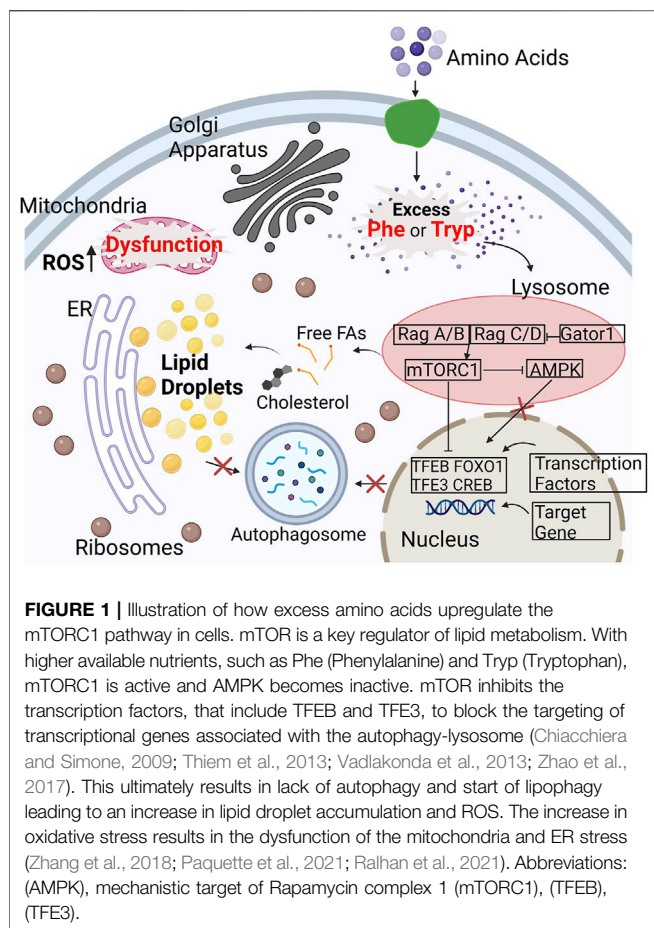 Amino Acids
Golgi
Apparatus
Excess
Phe or Tryp
Mitochondria
Dysfunction
ROS
Lysosome
ER
Free FAs
Rag A/B Rag C/D Gator1
mTORC1 AMPK
Lipid
Droplets
Cholesterol
TFEB FOXO1
TFE3 CREB
Transcription
Factors
Target
Gene
Autophagosome
Ribosomes
Nucleus
FIGURE 1 | Illustration of how excess amino acids upregulate the
mTORC1 pathway in cells. mTOR is a key regulator of lipid metabolism. With
higher available nutrients, such as Phe (Phenylalanine) and Tryp (Tryptophan),
mTORC1 is active and AMPK becomes inactive. mTOR inhibits the
transcription factors, that include TFEB and TFE3, to block the targeting of
transcriptional genes associated with the autophagy-lysosome (Chiacchiera
and Simone, 2009; Thiem et al., 2013; Vadlakonda et al., 2013; Zhao et al.,
2017). This ultimately results in lack of autophagy and start of lipophagy
leading to an increase in lipid droplet accumulation and ROS. The increase in
oxidative stress results in the dysfunction of the mitochondria and ER stress
(Zhang et al., 2018; Paquette et al., 2021; Ralhan et al., 2021). Abbreviations:
(AMPK), mechanistic target of Rapamycin complex 1 (mTORC1), (TFEB),
(TFE3).